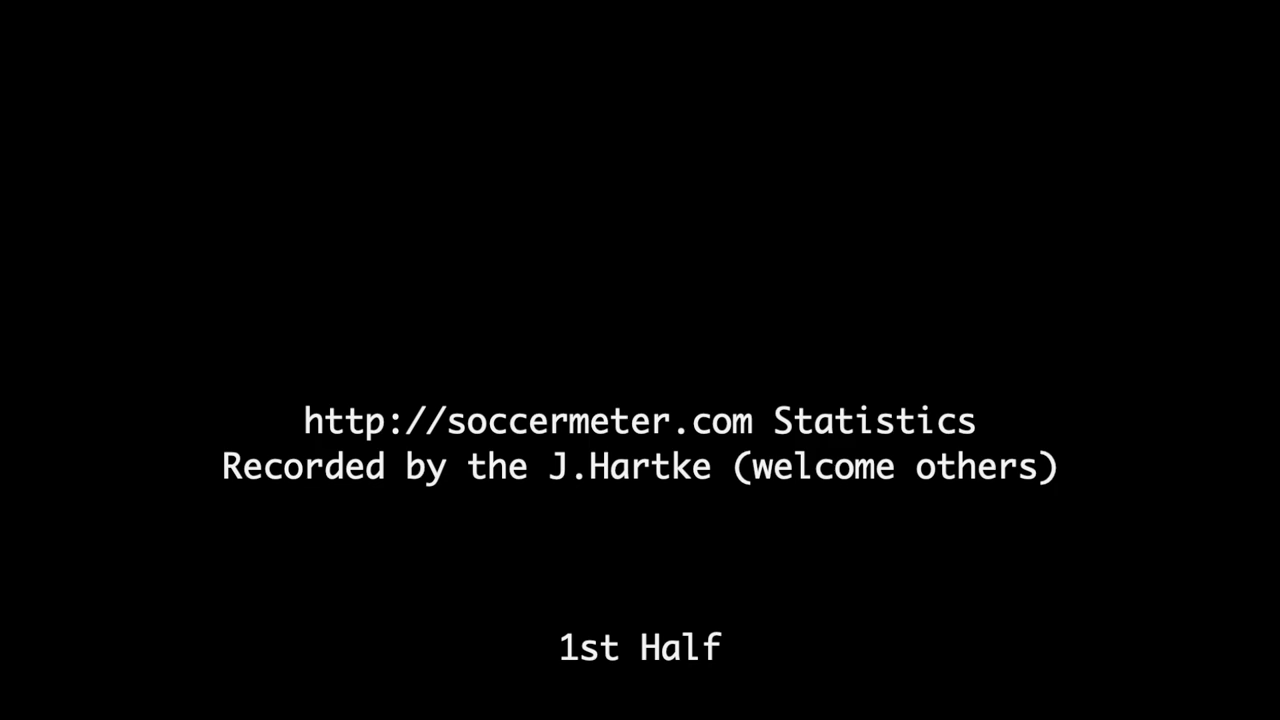 http://soccermeter.com Statistics
Recorded by the J.Hartke (welcome others)
1st Half